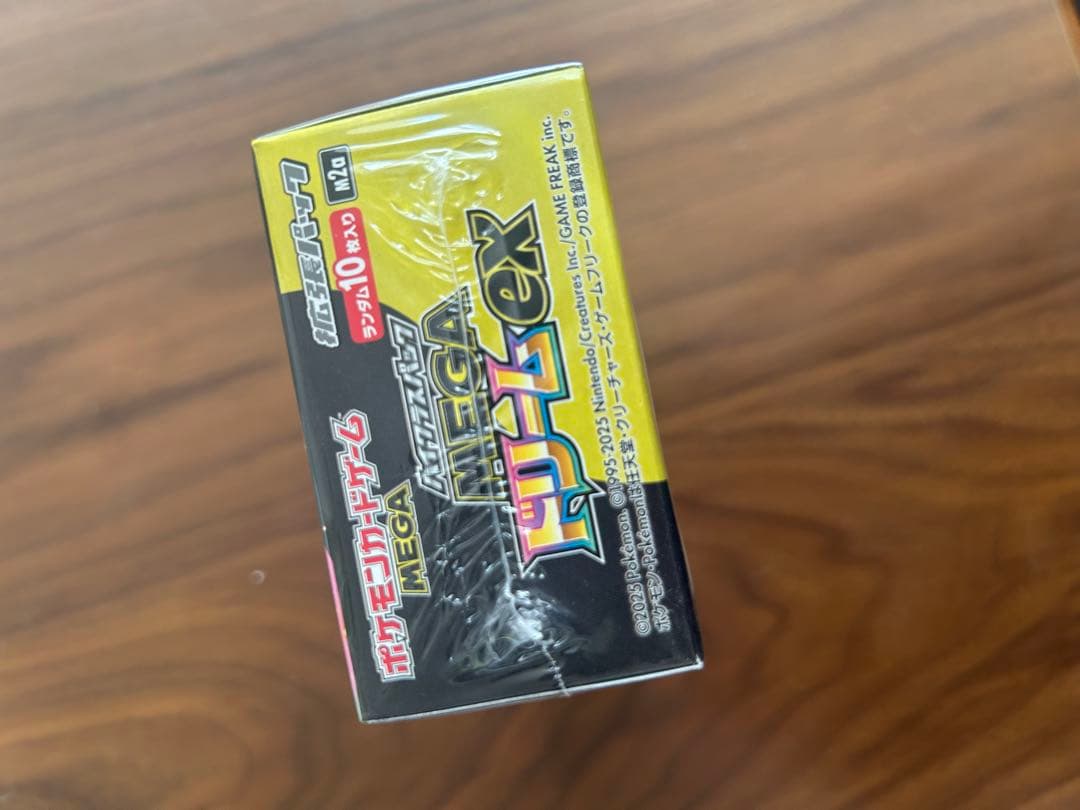 ポケモンカードゲーム
MEGA
拡張パック
ランダム10枚入り
M2a
ハイクラスパック
MEGA
ドリームex
©2025 Pokémon. ©1995-2025 Nintendo/Creatures Inc./GAME FREAK inc.
ポケモン・Pokémonは任天堂・クリーチャーズ・ゲームフリークの登録商標です。